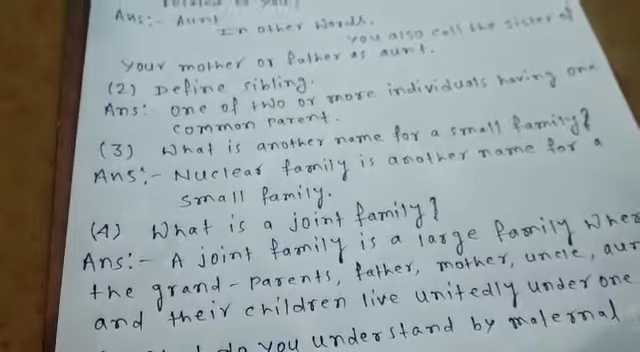 related to you?
Ans:- Aunt
In other words,
you also call the sister of
your mother or father as aunt.
(2) Define sibling.
Ans: one of two or more individuals having one
common parent.
(3) What is another name for a small family?
Ans:- Nuclear family is another name for a
small family.
(4) What is a joint family?
Ans:- A joint family is a large family where
the grand-parents, father, mother, uncle,
and their children live unitedly under one
do you understand by maternal